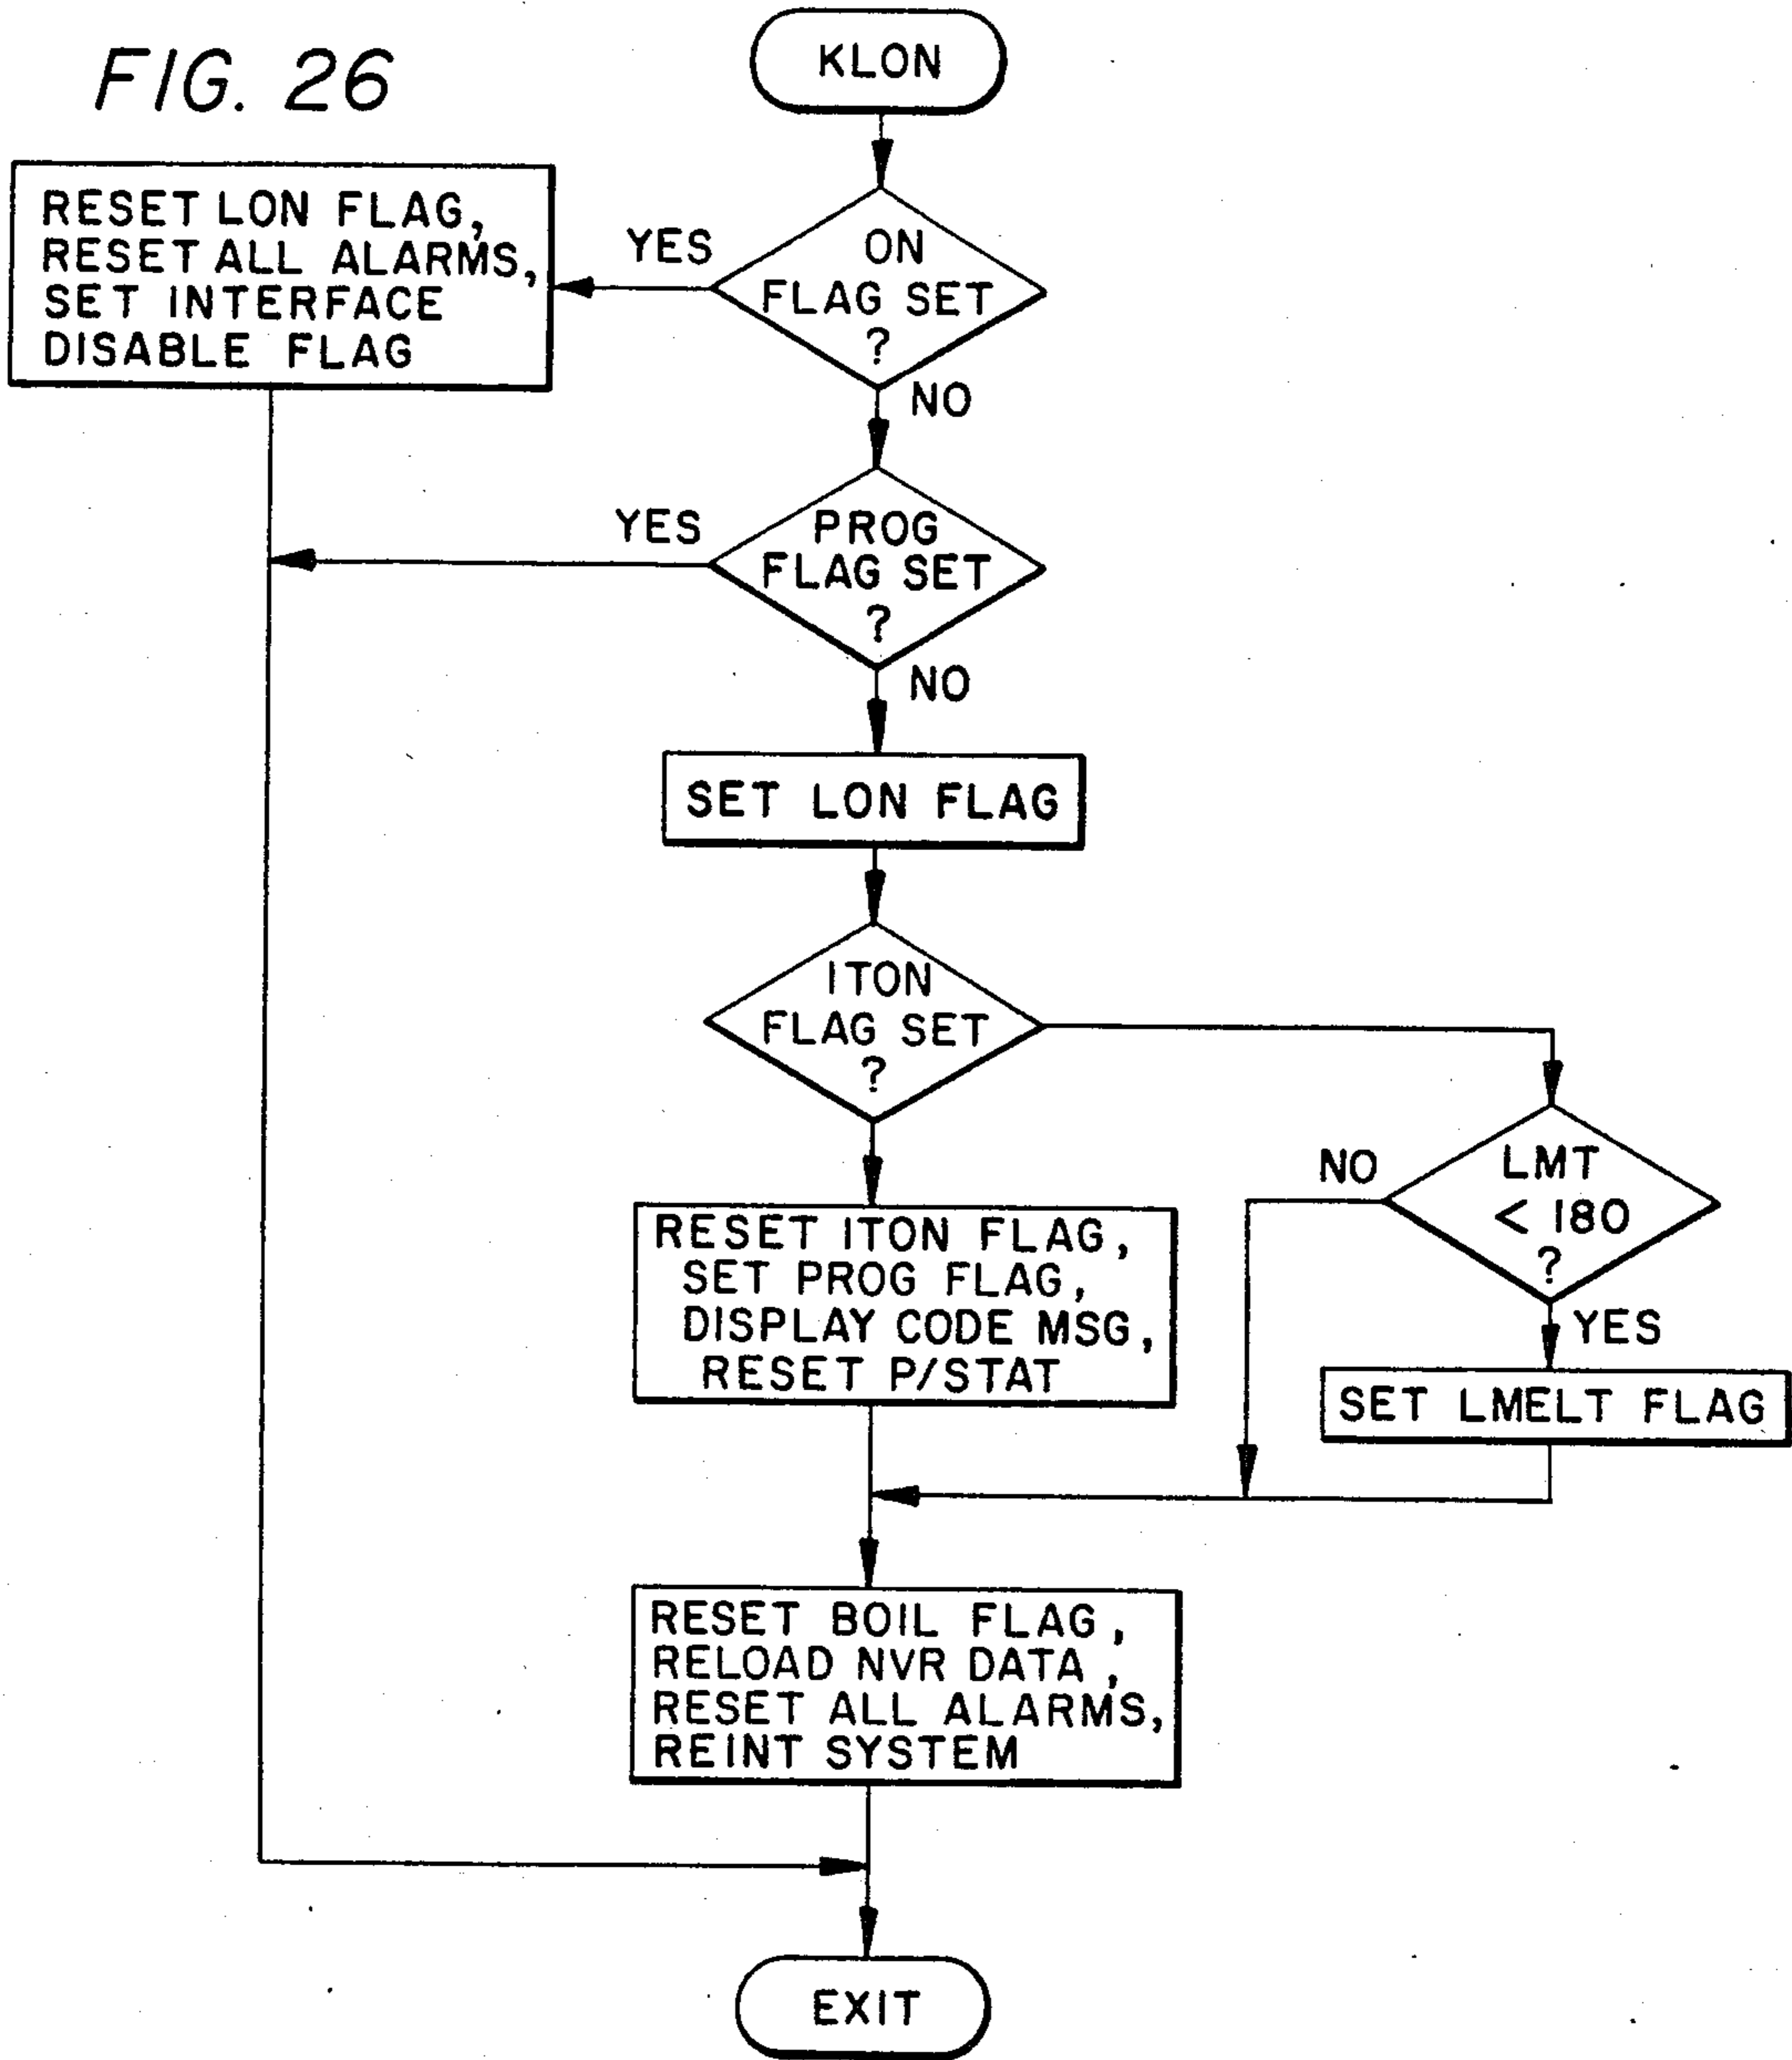 FIG. 26
KLON
RESET LON FLAG,
RESET ALL ALARMS,
SET INTERFACE
DISABLE FLAG
YES
ON
FLAG SET
?
NO
YES
PROG
FLAG SET
?
NO
SET LON FLAG
ITON
FLAG SET
?
NO
LMT
< 180
?
YES
RESET ITON FLAG,
SET PROG FLAG,
DISPLAY CODE MSG,
RESET P/STAT
SET LMELT FLAG
RESET BOIL FLAG,
RELOAD NVR DATA,
RESET ALL ALARMS,
REINT SYSTEM
EXIT